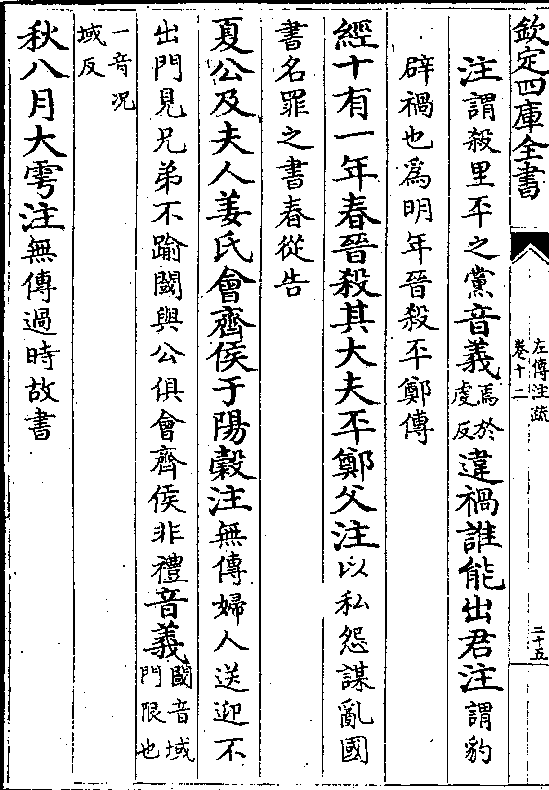 欽定四庫全書
左傳注疏
卷十二
二十五
注謂殺里丕之黨音義焉於虔反違禍誰能出君注謂豹
辟禍也為明年晉殺丕鄭傳
經十有一年春晉殺其大夫丕鄭父注以私怨謀亂國
書名罪之書春從告
夏公及夫人姜氏會齊侯于陽穀注無傳婦人送迎不
出門見兄弟不踰閾與公俱會齊侯非禮音義閾音域門限也
一音況域反
秋八月大雩注無傳過時故書